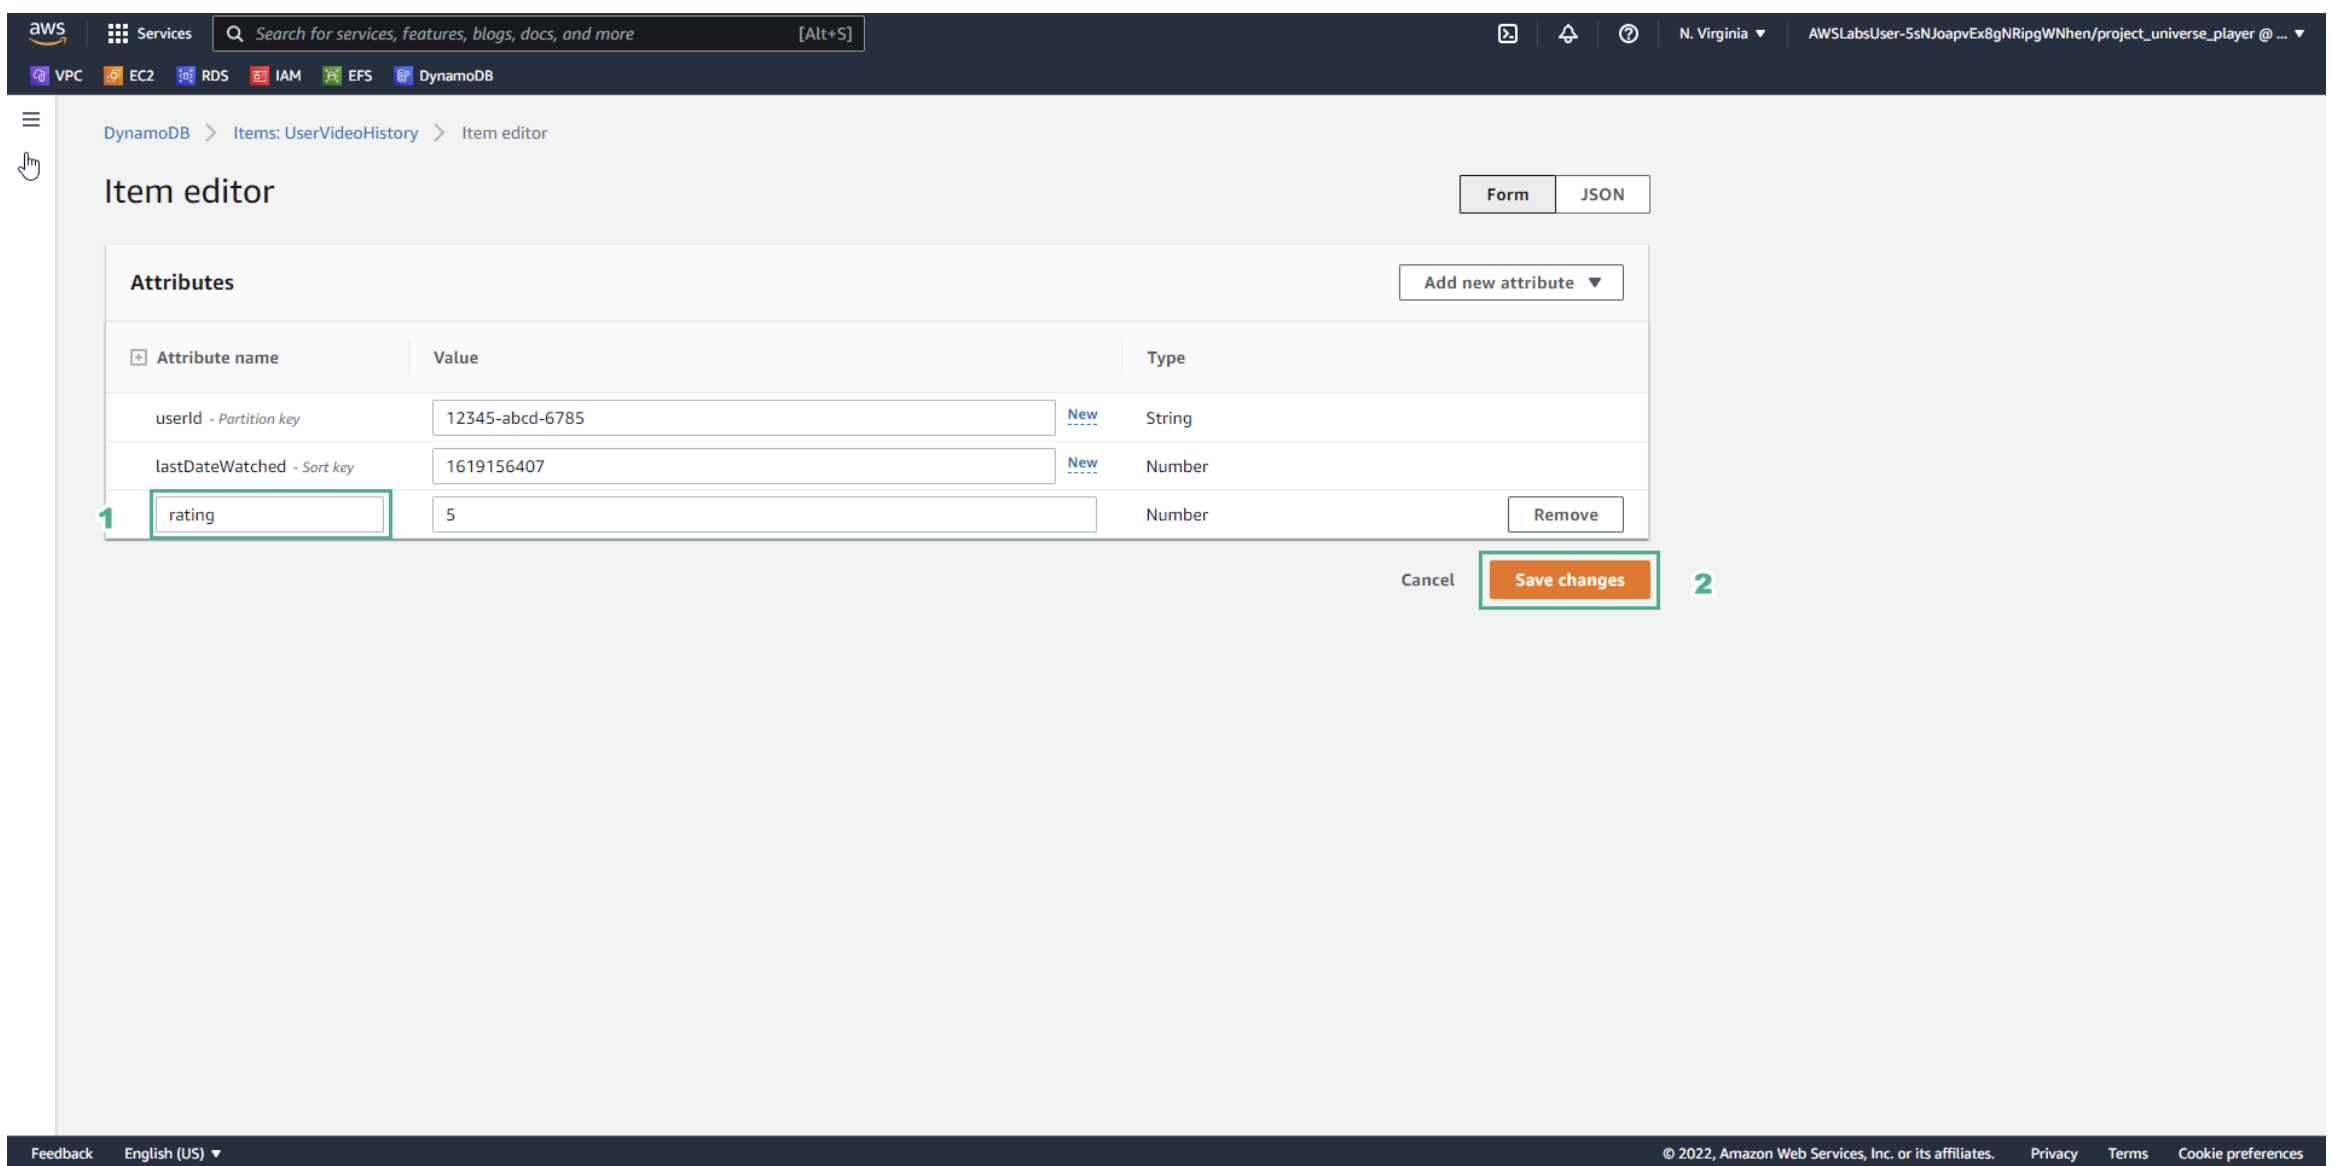 aws Services Search for services, features, blogs, docs, and more [Alt+S] N. Virginia ▼ AWSLabsUser-5sNJoapvEx8gNRipgWNhen/project_universe_player @ ... ▼
VPC EC2 RDS IAM EFS DynamoDB
DynamoDB > Items: UserVideoHistory > Item editor
Item editor
Form JSON
Attributes
Add new attribute ▼
Attribute name Value Type
userId - Partition key 12345-abcd-6785 New String
lastDateWatched - Sort key 1619156407 New Number
1 rating 5 Number Remove
Cancel Save changes 2
Feedback English (US) ▼ © 2022, Amazon Web Services, Inc. or its affiliates. Privacy Terms Cookie preferences